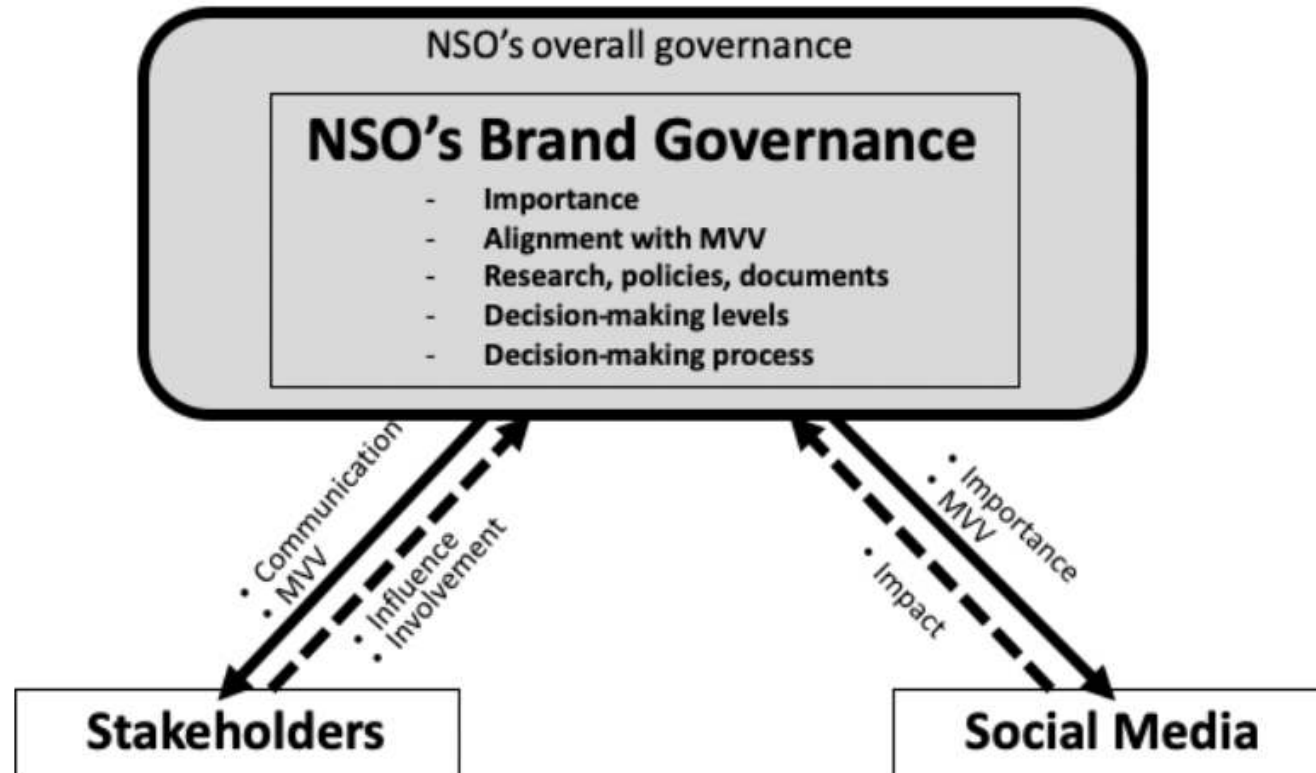 NSO's overall governance
NSO's Brand Governance
- Importance
- Alignment with MVV
- Research, policies, documents
- Decision-making levels
- Decision-making process
• Communication
• MVV
• Influence
• Involvement
• Importance
• MVV
• Impact
Stakeholders
Social Media